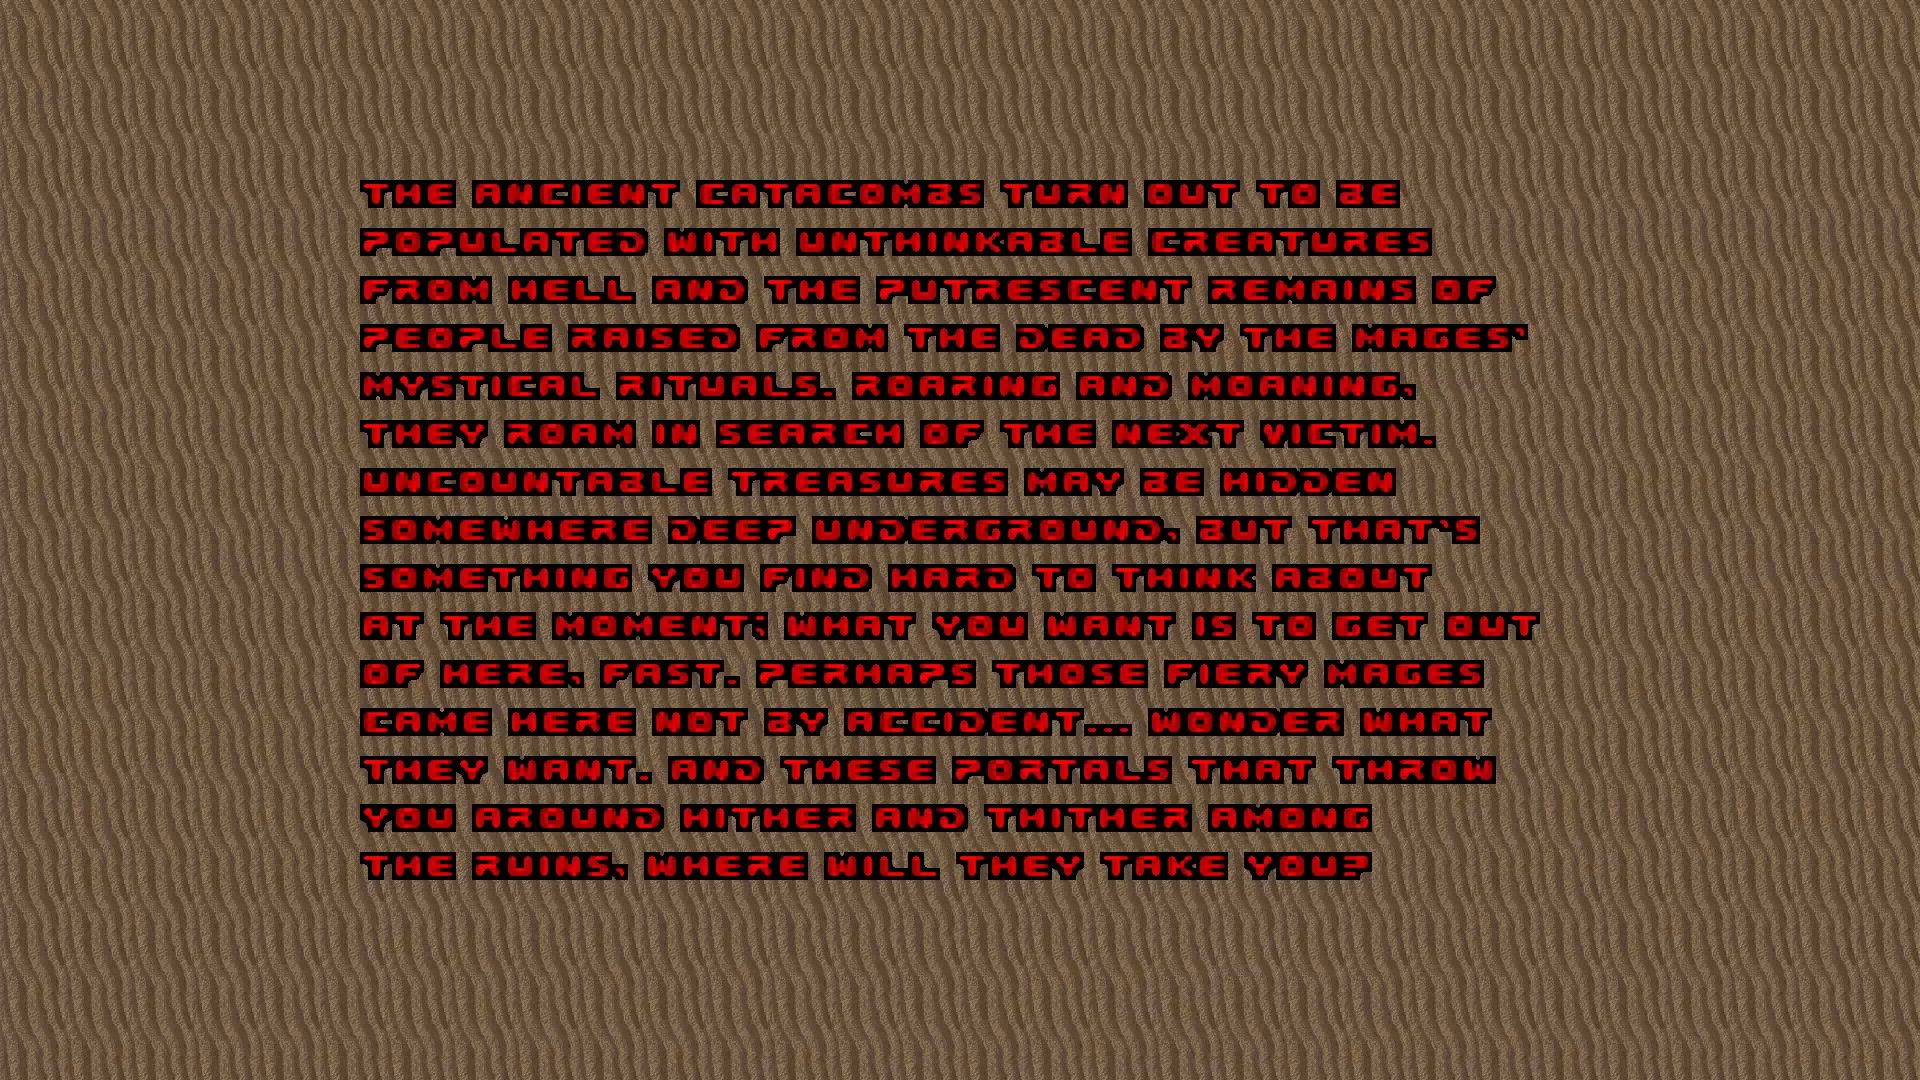 THE ANCIENT CATACOMBS TURN OUT TO BE
POPULATED WITH UNTHINKABLE CREATURES
FROM HELL AND THE PUTRESCENT REMAINS OF
PEOPLE RAISED FROM THE DEAD BY THE MAGES'
MYSTICAL RITUALS. ROARING AND MOANING,
THEY ROAM IN SEARCH OF THE NEXT VICTIM.
UNCOUNTABLE TREASURES MAY BE HIDDEN
SOMEWHERE DEEP UNDERGROUND, BUT THAT'S
SOMETHING YOU FIND HARD TO THINK ABOUT
AT THE MOMENT; WHAT YOU WANT IS TO GET OUT
OF HERE, FAST. PERHAPS THOSE FIERY MAGES
CAME HERE NOT BY ACCIDENT... WONDER WHAT
THEY WANT. AND THESE PORTALS THAT THROW
YOU AROUND HITHER AND THITHER AMONG
THE RUINS, WHERE WILL THEY TAKE YOU?